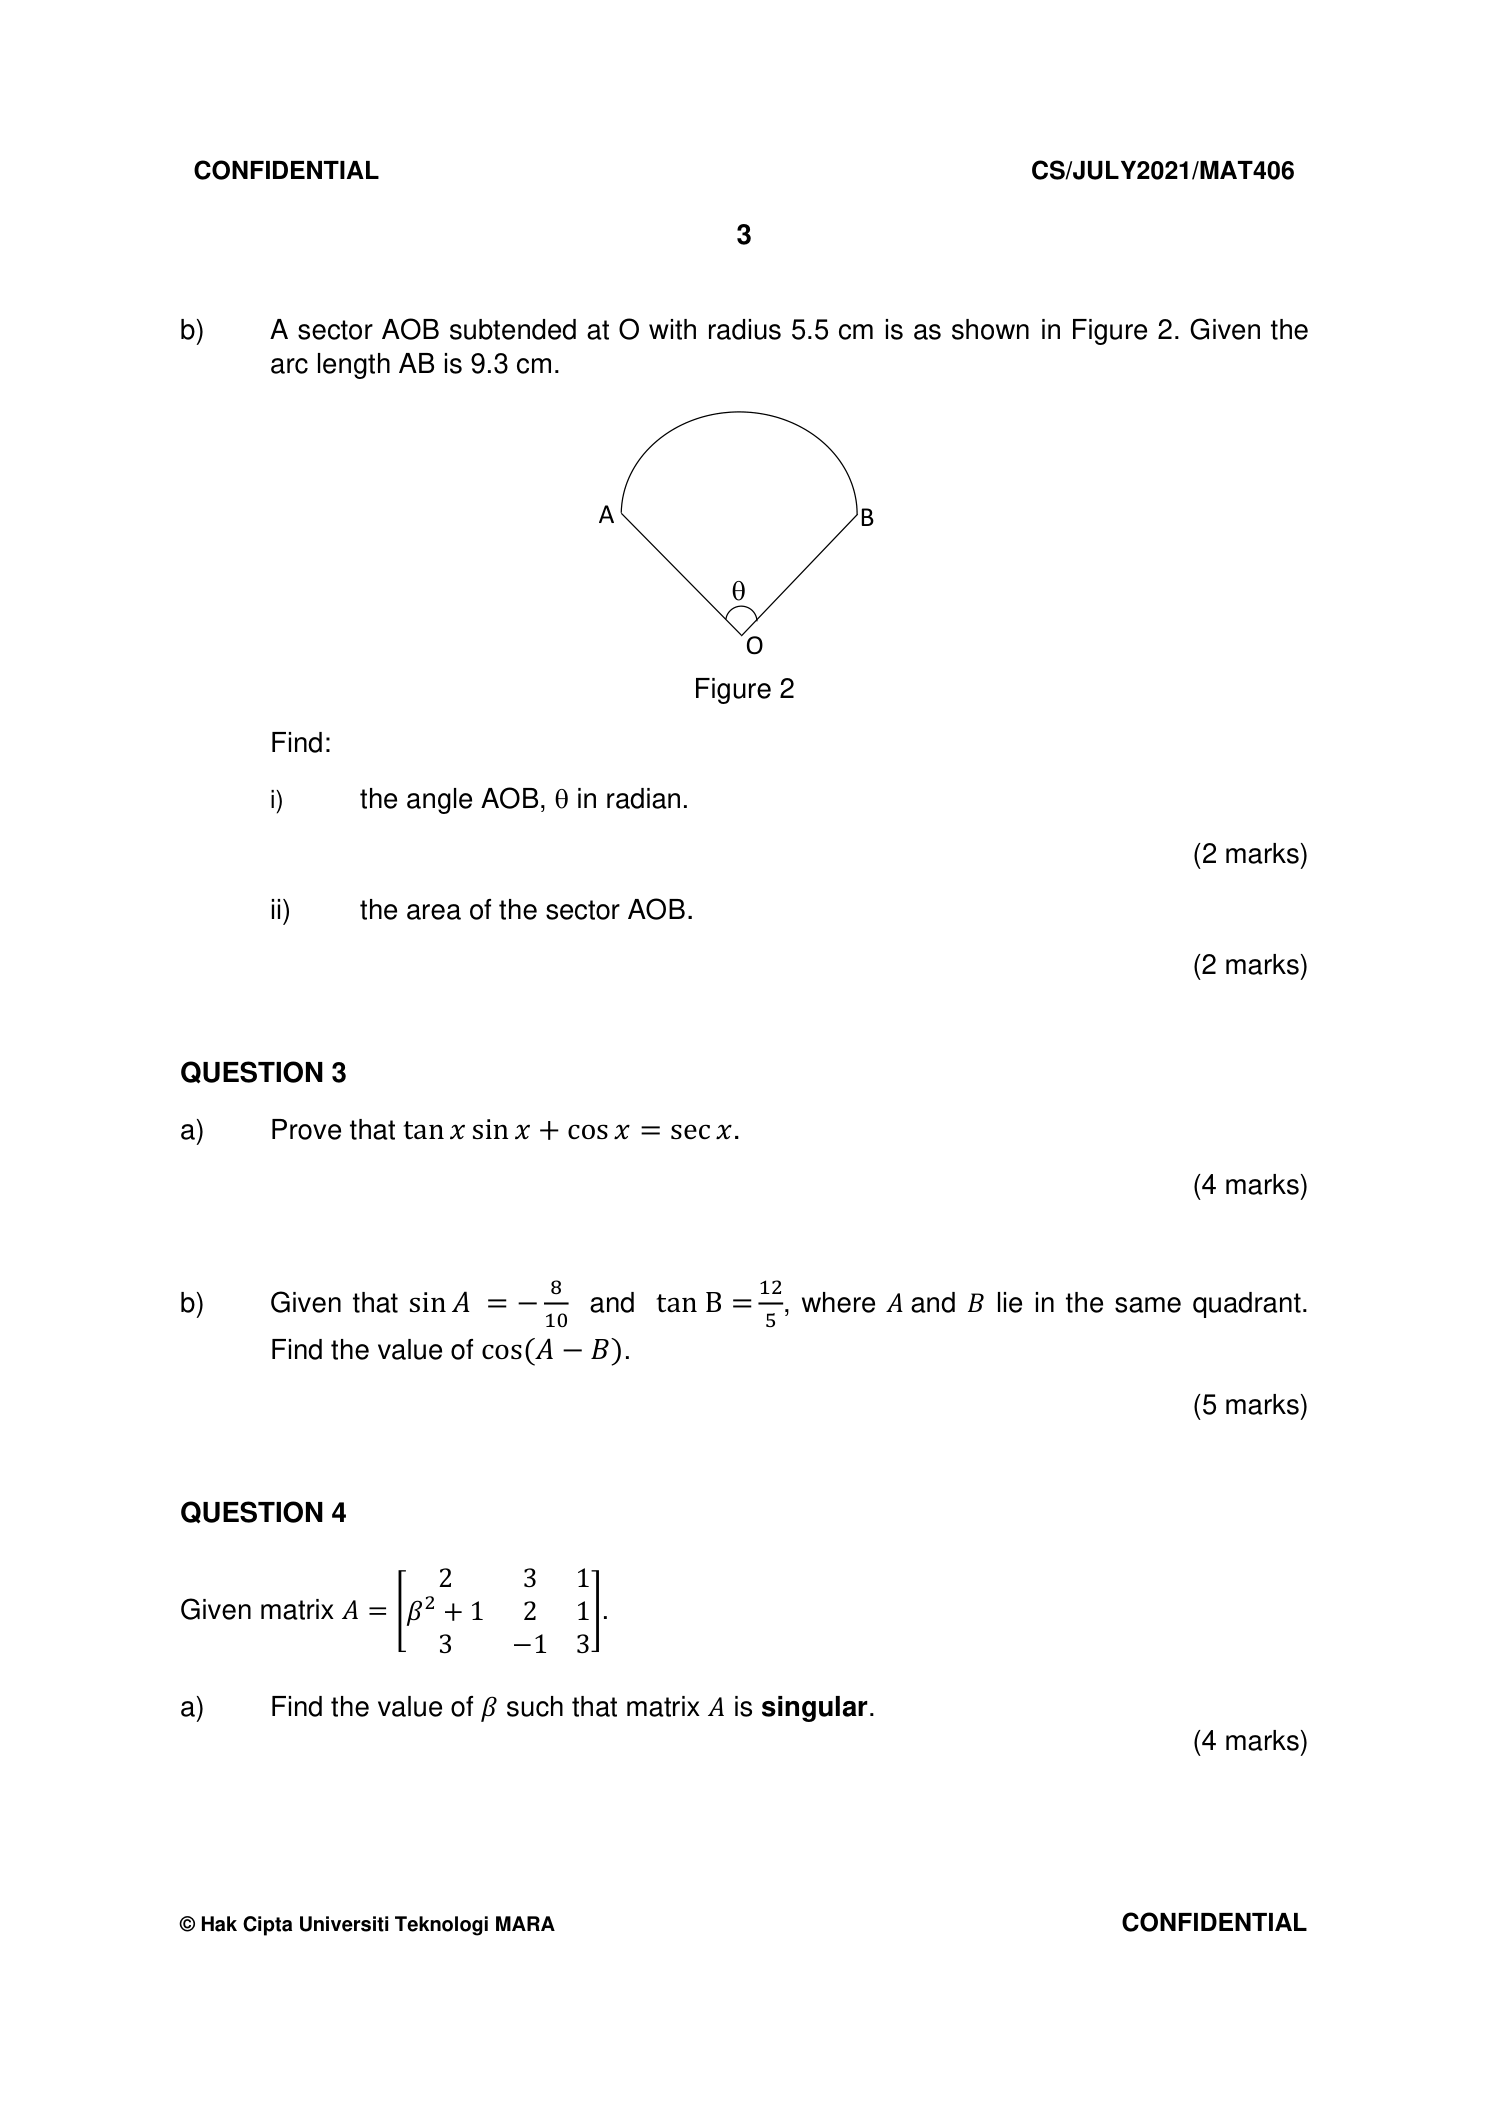 CONFIDENTIAL CS/JULY2021/MAT406
3
b) A sector AOB subtended at O with radius 5.5 cm is as shown in Figure 2. Given the
arc length AB is 9.3 cm.
A
B
θ
O
Figure 2
Find:
i) the angle AOB, θ in radian.
(2 marks)
ii) the area of the sector AOB.
(2 marks)
QUESTION 3
a) Prove that tan 𝑥 sin 𝑥 + cos 𝑥 = sec 𝑥.
(4 marks)
b) Given that sin 𝐴 = −8/10 and tan B = 12/5, where 𝐴 and 𝐵 lie in the same quadrant.
Find the value of cos(𝐴 − 𝐵).
(5 marks)
QUESTION 4
Given matrix 𝐴 = [2 3 1
𝛽² + 1 2 1
3 −1 3].
a) Find the value of 𝛽 such that matrix 𝐴 is singular.
(4 marks)
© Hak Cipta Universiti Teknologi MARA CONFIDENTIAL